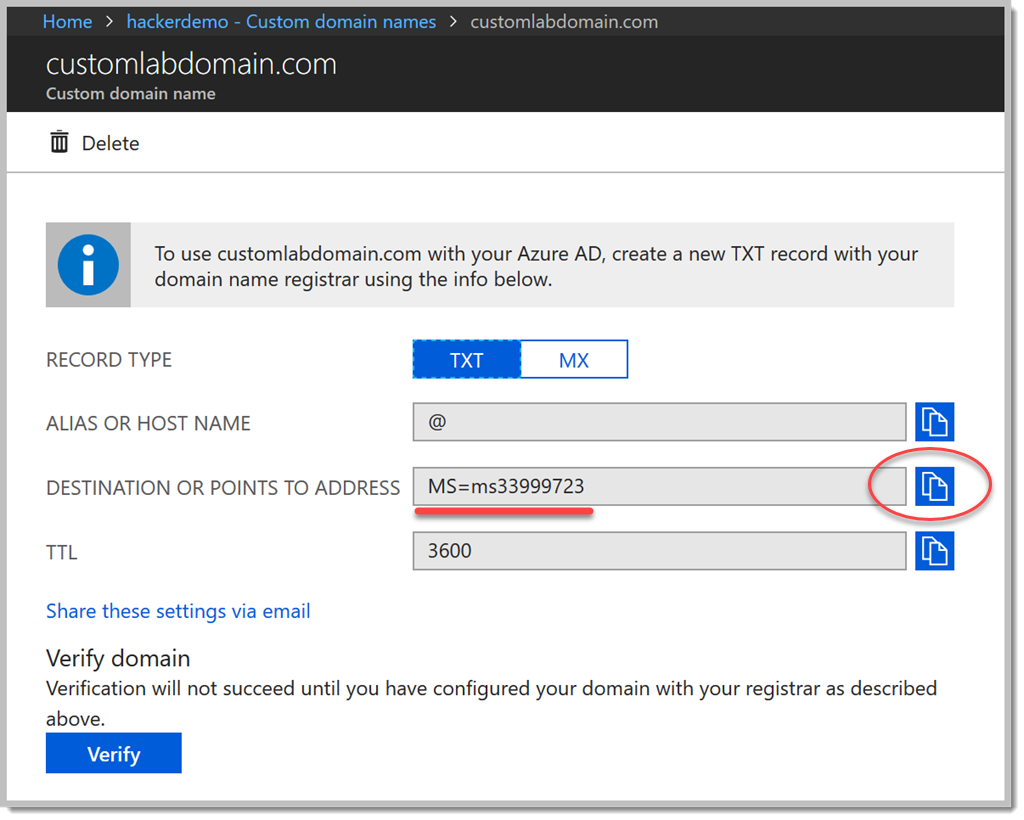 Home > hackerdemo - Custom domain names > customlabdomain.com
customlabdomain.com
Custom domain name
Delete
To use customlabdomain.com with your Azure AD, create a new TXT record with your
domain name registrar using the info below.
RECORD TYPE TXT MX
ALIAS OR HOST NAME @
DESTINATION OR POINTS TO ADDRESS MS=ms33999723
TTL 3600
Share these settings via email
Verify domain
Verification will not succeed until you have configured your domain with your registrar as described
above.
Verify